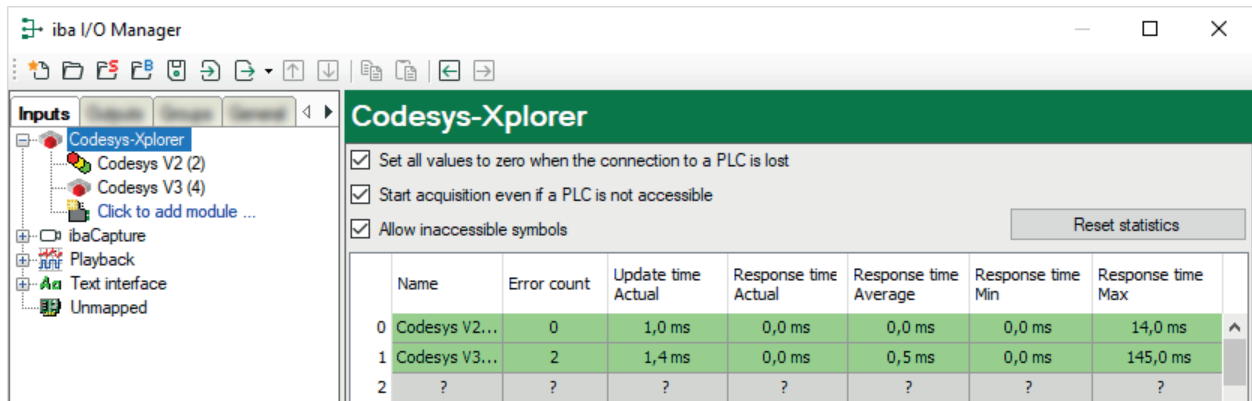 iba I/O Manager
Inputs
Codesys-Xplorer
Codesys V2 (2)
Codesys V3 (4)
Click to add module ...
ibaCapture
Playback
Text interface
Unmapped
Codesys-Xplorer
Set all values to zero when the connection to a PLC is lost
Start acquisition even if a PLC is not accessible
Allow inaccessible symbols
Reset statistics
Name Error count Update time Actual Response time Actual Response time Average Response time Min Response time Max
0 Codesys V2... 0 1,0 ms 0,0 ms 0,0 ms 0,0 ms 14,0 ms
1 Codesys V3... 2 1,4 ms 0,0 ms 0,5 ms 0,0 ms 145,0 ms
2 ? ? ? ? ? ? ?